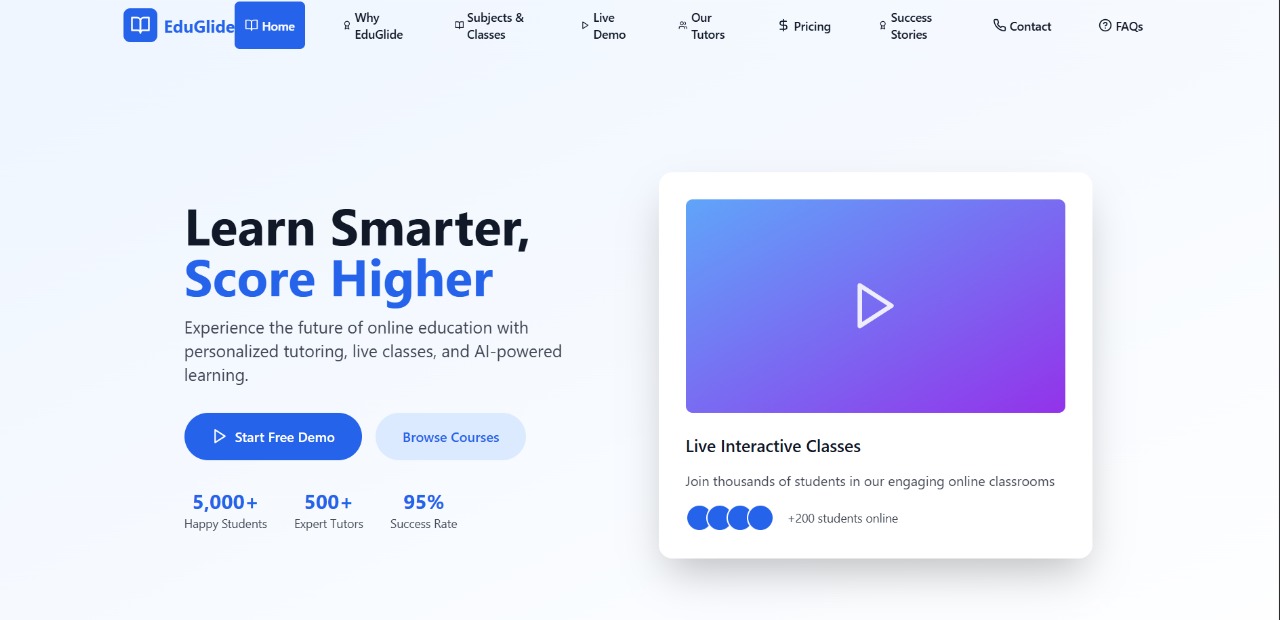 EduGlide
Home
Why
EduGlide
Subjects &
Classes
Live
Demo
Our
Tutors
Pricing
Success
Stories
Contact
FAQs
Learn Smarter,
Score Higher
Experience the future of online education with
personalized tutoring, live classes, and AI-powered
learning.
Start Free Demo
Browse Courses
5,000+
Happy Students
500+
Expert Tutors
95%
Success Rate
Live Interactive Classes
Join thousands of students in our engaging online classrooms
+200 students online